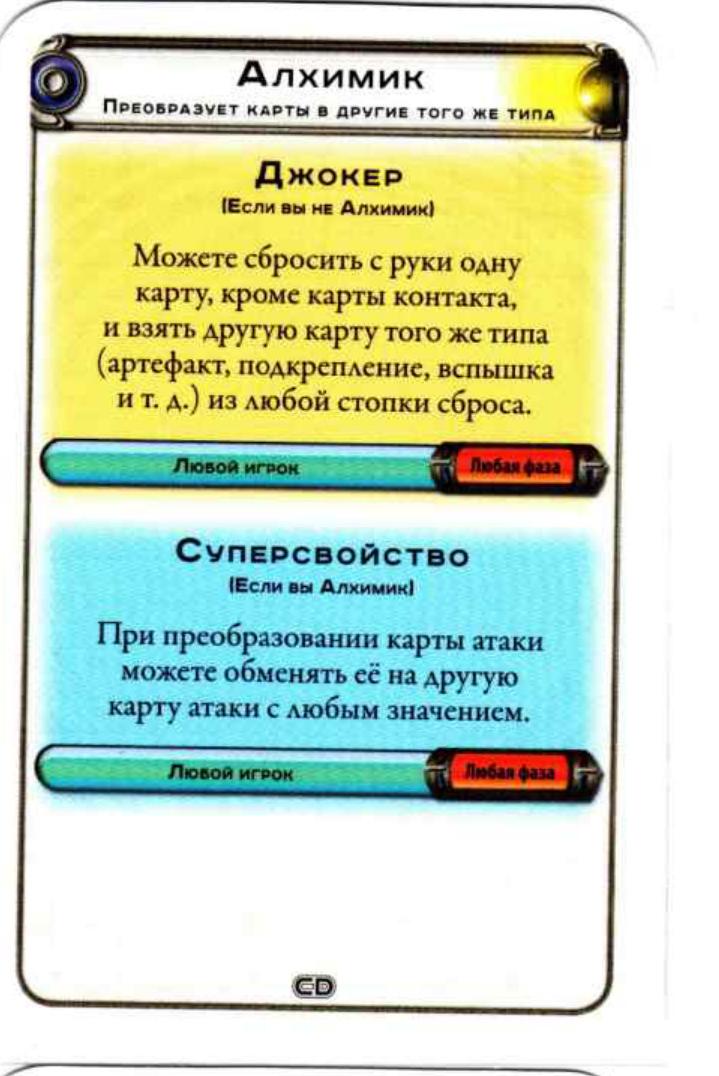 Алхимик
Преобразует карты в другие того же типа
Джокер
(Если вы не Алхимик)
Можете сбросить с руки одну
карту, кроме карты контакта,
и взять другую карту того же типа
(артефакт, подкрепление, вспышка
и т. д.) из любой стопки сброса.
Любой игрок Любая фаза
Суперсвойство
(Если вы Алхимик)
При преобразовании карты атаки
можете обменять её на другую
карту атаки с любым значением.
Любой игрок Любая фаза
CD